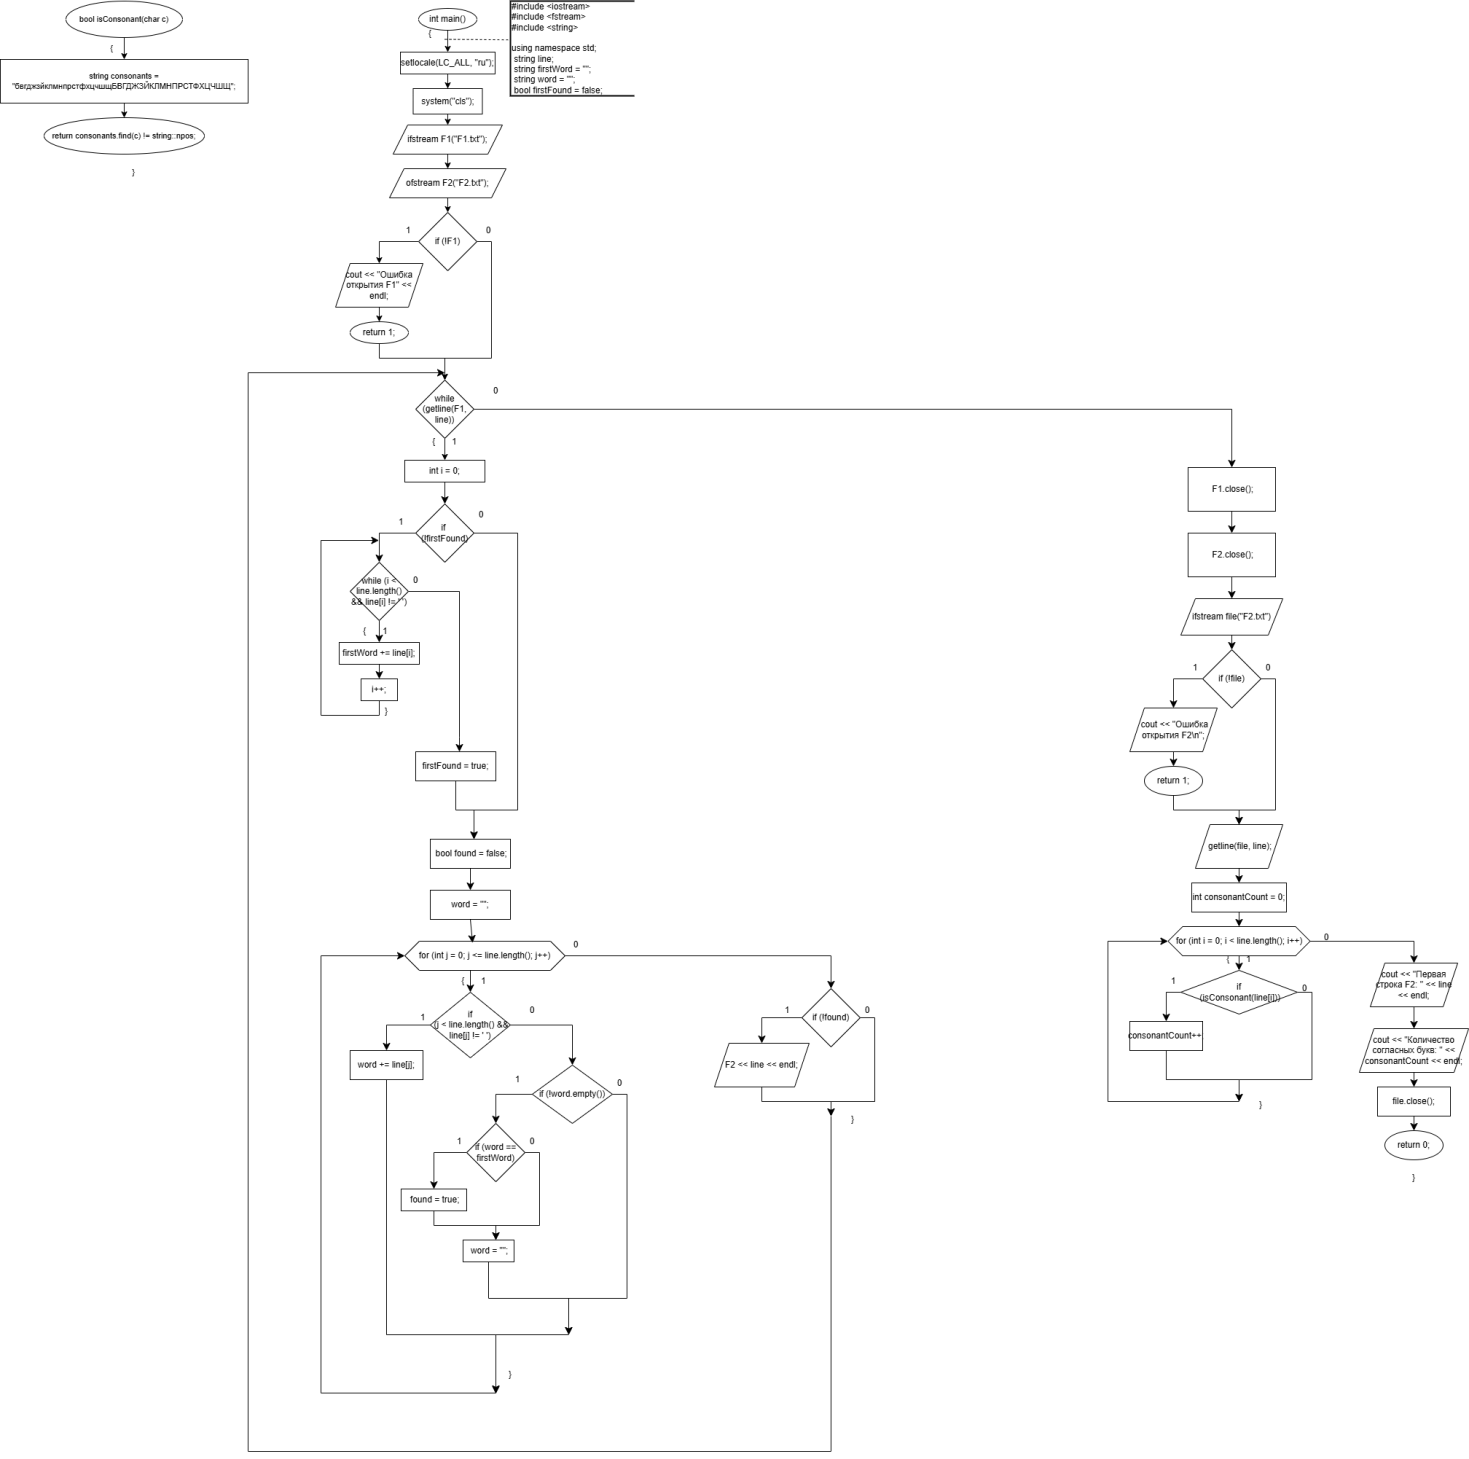 bool isConsonant(char c)
{
string consonants =
"бвгджзйклмнпрстфхцчшщБВГДЖЗЙКЛМНПРСТФХЦЧШЩ";
return consonants.find(c) != string::npos;
}
int main()
{
#include <iostream>
#include <fstream>
#include <string>
using namespace std;
string line;
string firstWord = "";
string word = "";
bool firstFound = false;
setlocale(LC_ALL, "ru");
system("cls");
ifstream F1("F1.txt");
ofstream F2("F2.txt");
1
0
if (!F1)
cout << "Ошибка
открытия F1" <<
endl;
return 1;
while
(getline(F1,
line))
0
{
1
int i = 0;
1
0
if
(!firstFound)
while (i <
line.length()
&& line[i] != ' ')
0
{
1
firstWord += line[i];
i++;
}
firstFound = true;
bool found = false;
word = "";
for (int j = 0; j <= line.length(); j++)
0
{
1
if
(j < line.length() &&
line[j] != ' ')
1
0
word += line[j];
if (!word.empty())
1
0
if (word ==
firstWord)
1
0
found = true;
word = "";
}
1
0
if (!found)
F2 << line << endl;
}
F1.close();
F2.close();
ifstream file("F2.txt")
1
0
if (!file)
cout << "Ошибка
открытия F2\n";
return 1;
getline(file, line);
int consonantCount = 0;
for (int i = 0; i < line.length(); i++)
0
{
1
if
(isConsonant(line[i]))
1
0
consonantCount++
}
cout << "Первая
строка F2: " << line
<< endl;
cout << "Количество
согласных букв: " <<
consonantCount << endl;
file.close();
return 0;
}